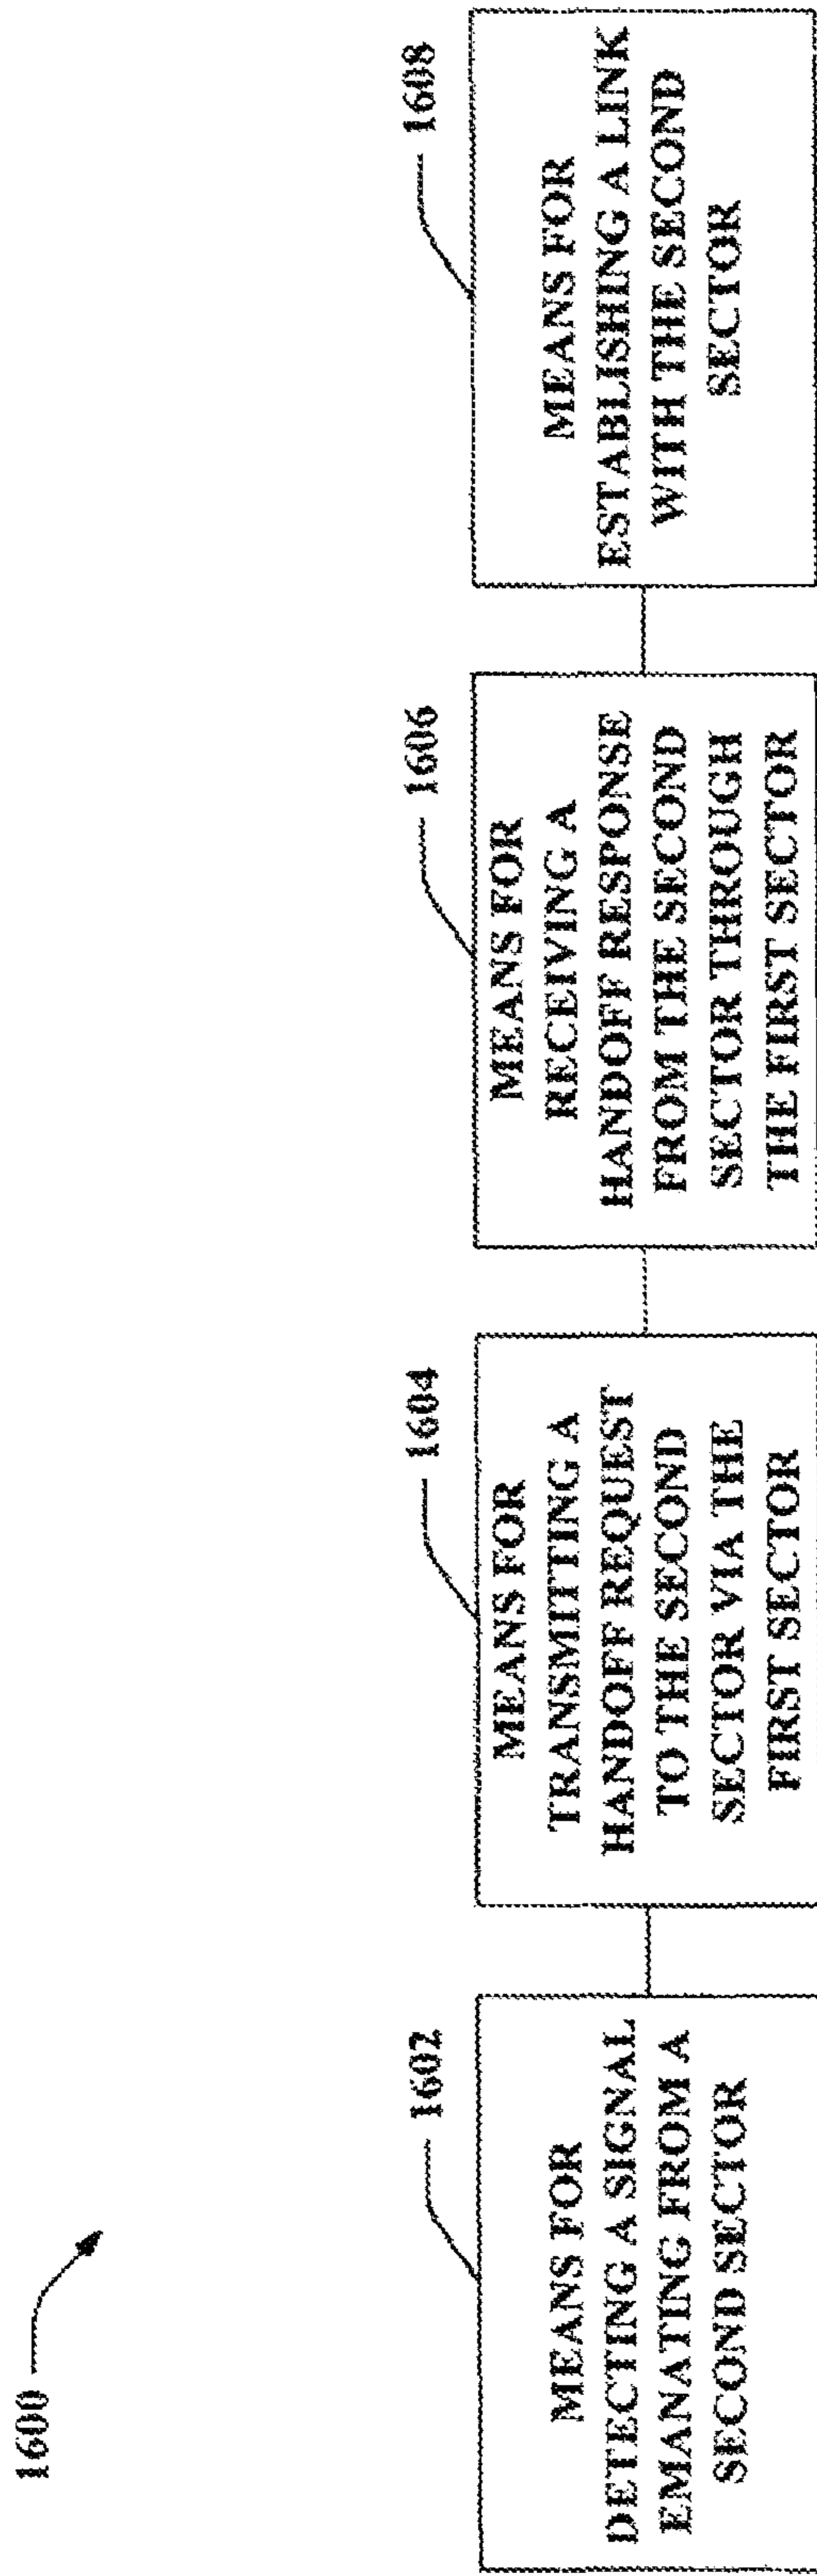 1600
1602
MEANS FOR
DETECTING A SIGNAL
EMANATING FROM A
SECOND SECTOR
1604
MEANS FOR
TRANSMITTING A
HANDOFF REQUEST
TO THE SECOND
SECTOR VIA THE
FIRST SECTOR
1606
MEANS FOR
RECEIVING A
HANDOFF RESPONSE
FROM THE SECOND
SECTOR THROUGH
THE FIRST SECTOR
1608
MEANS FOR
ESTABLISHING A LINK
WITH THE SECOND
SECTOR